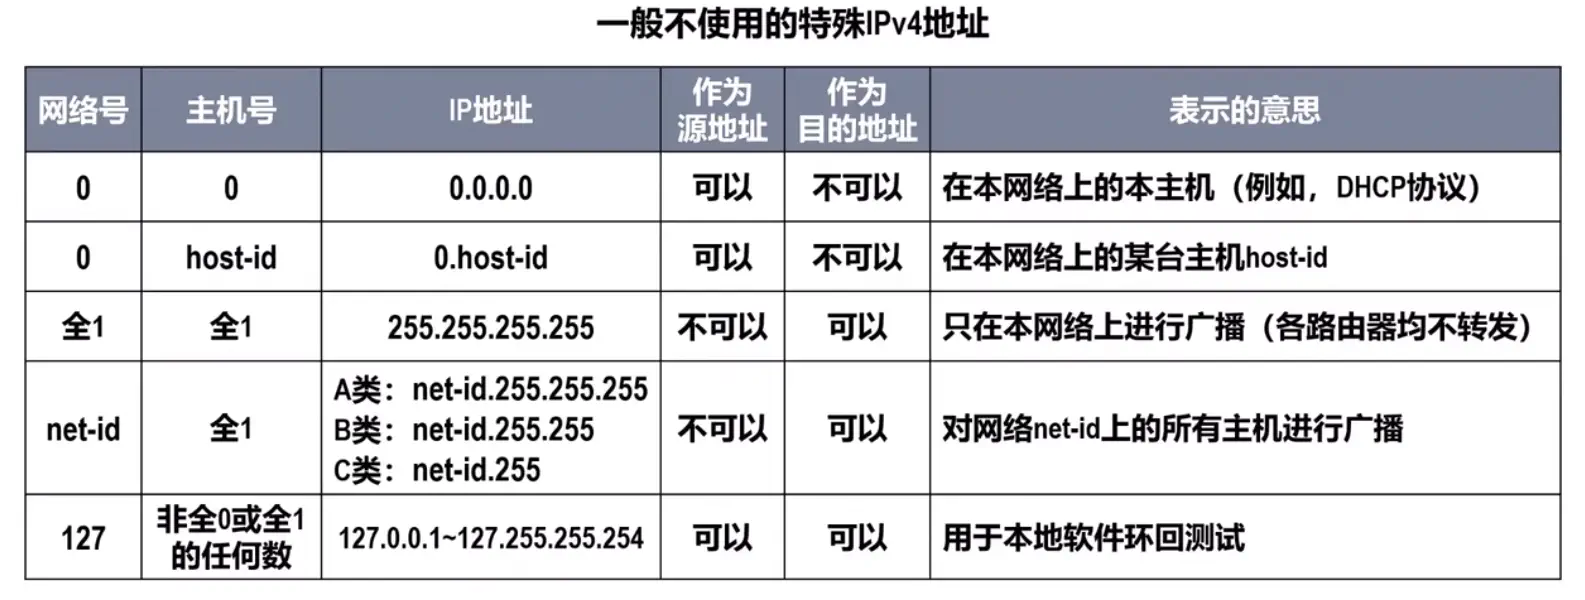 一般不使用的特殊IPv4地址
网络号 主机号 IP地址 作为源地址 作为目的地址 表示的意思
0 0 0.0.0.0 可以 不可以 在本网络上的本主机（例如，DHCP协议）
0 host-id 0.host-id 可以 不可以 在本网络上的某台主机host-id
全1 全1 255.255.255.255 不可以 可以 只在本网络上进行广播（各路由器均不转发）
net-id 全1
A类：net-id.255.255.255
B类：net-id.255.255
C类：net-id.255
不可以 可以 对网络net-id上的所有主机进行广播
127
非全0或全1
的任何数
127.0.0.1~127.255.255.254 可以 可以 用于本地软件环回测试